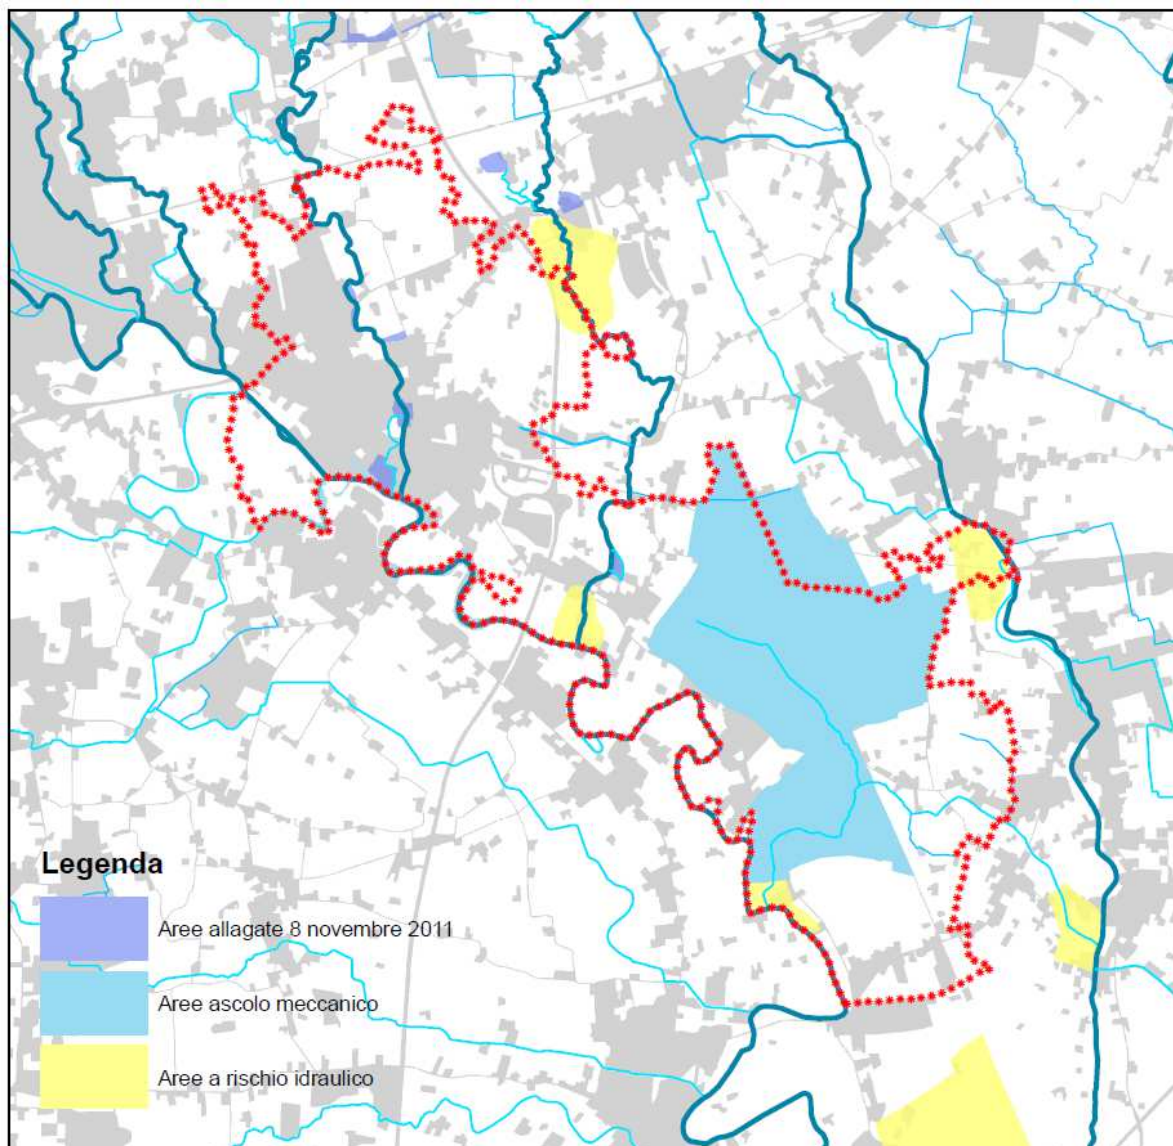 Legenda
Aree allagate 8 novembre 2011
Aree ascolo meccanico
Aree a rischio idraulico